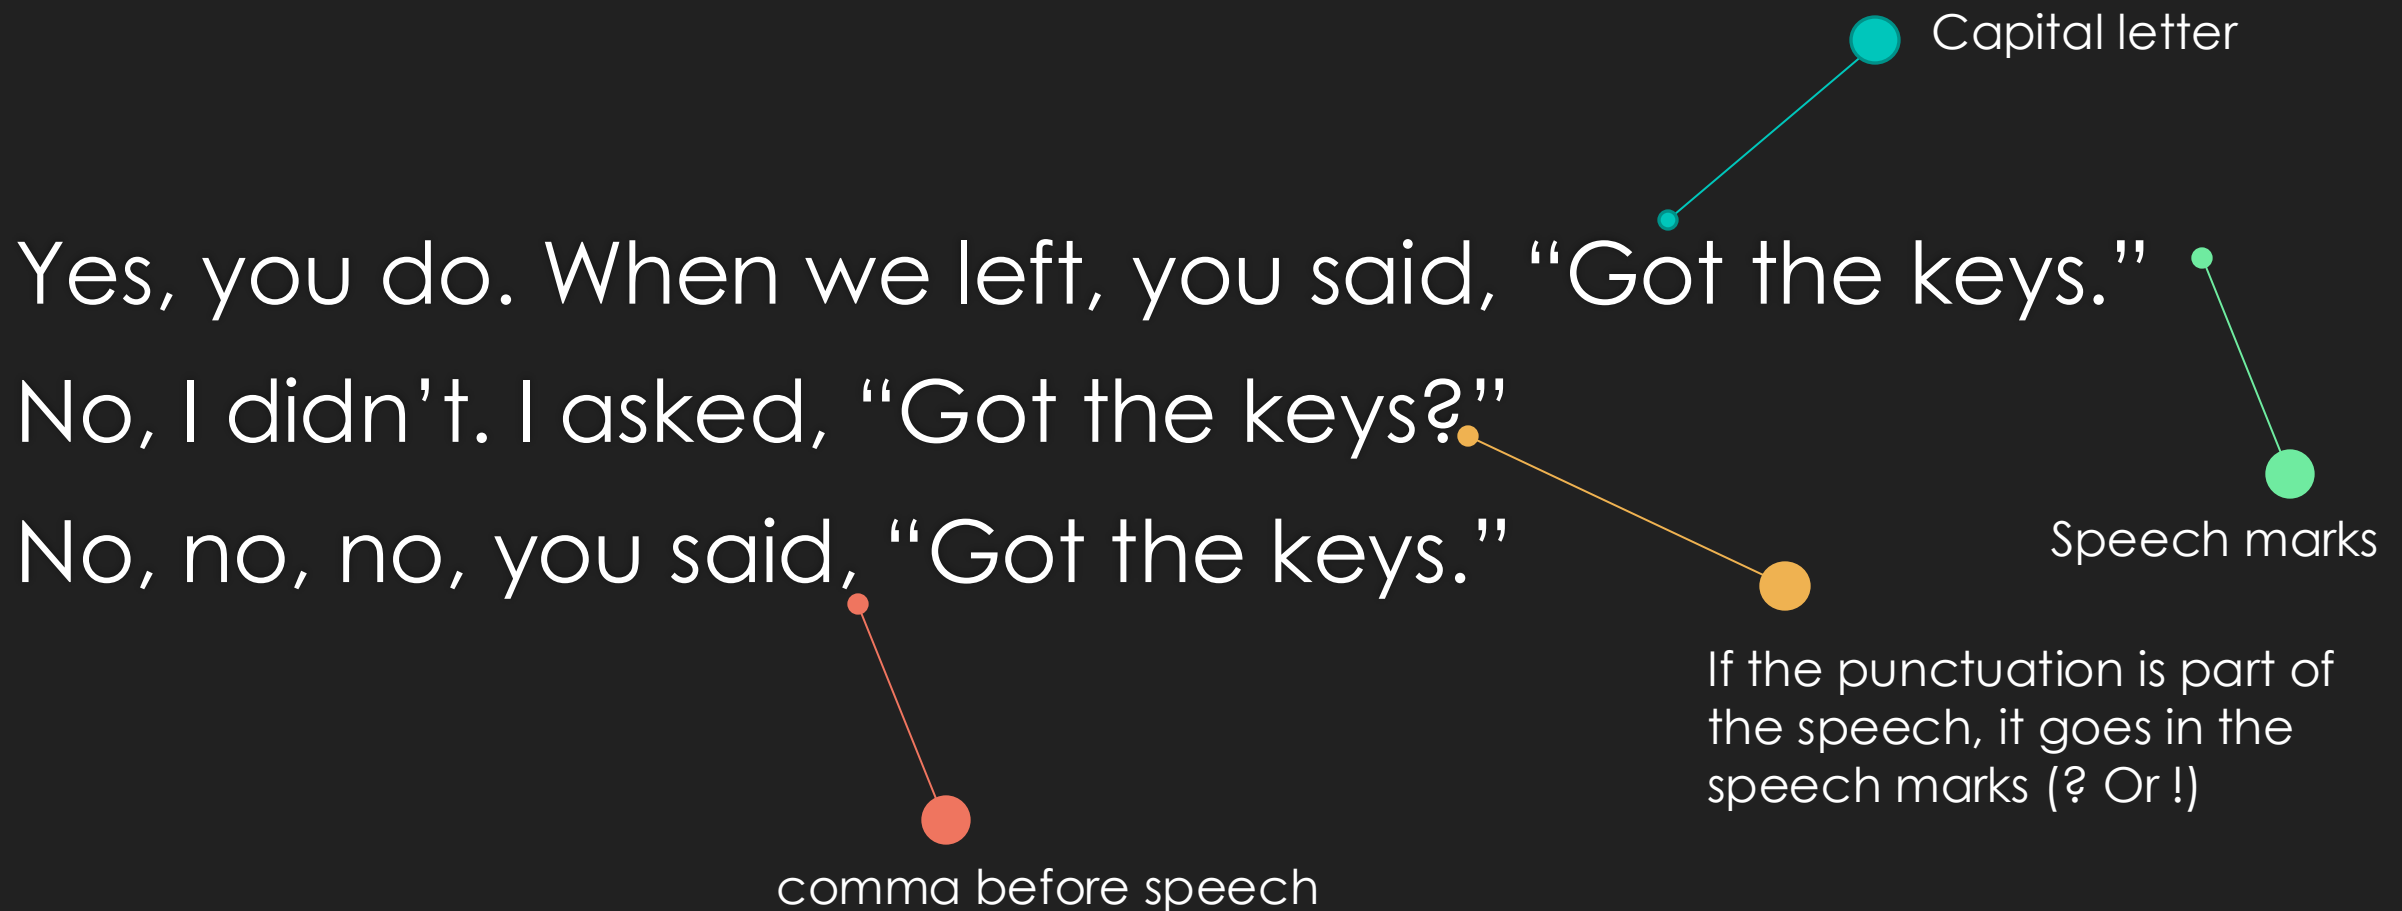 Capital letter
Yes, you do. When we left, you said, “Got the keys.”
No, I didn’t. I asked, “Got the keys?”
No, no, no, you said, “Got the keys.”
Speech marks
If the punctuation is part of
the speech, it goes in the
speech marks (? Or !)
comma before speech